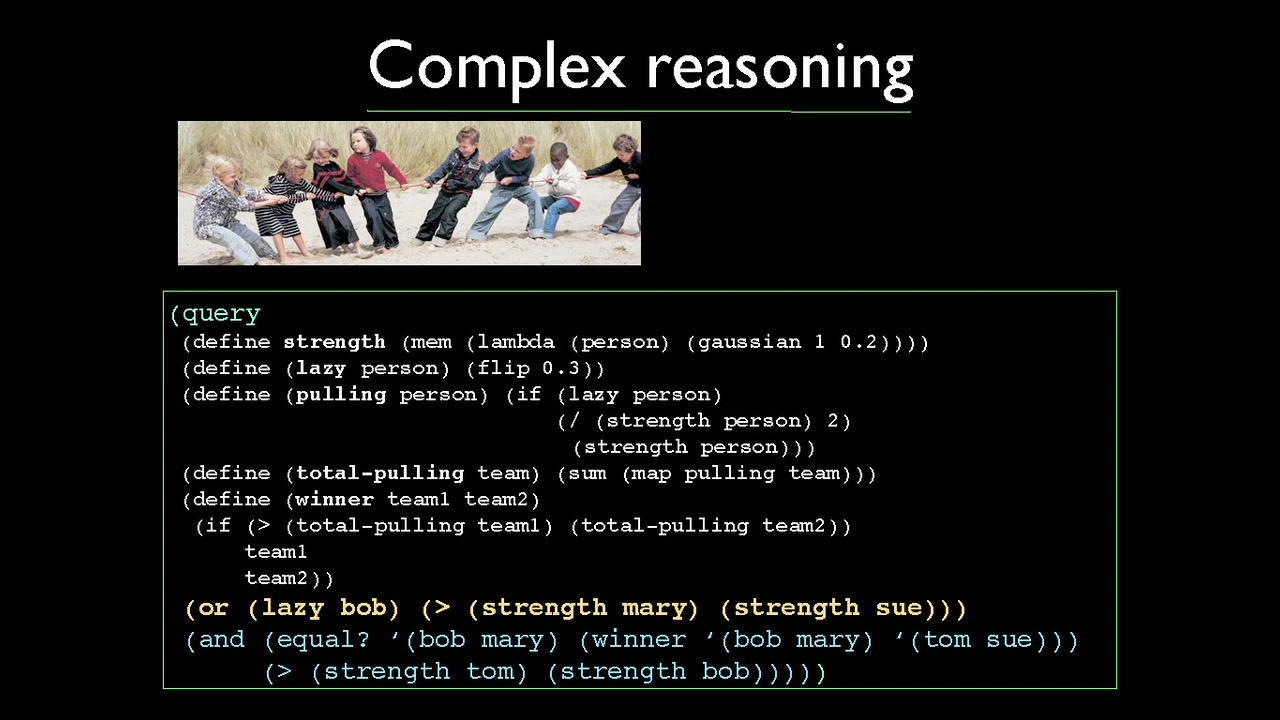 Complex reasoning
(query
(define strength (mem (lambda (person) (gaussian 1 0.2))))
(define (lazy person) (flip 0.3))
(define (pulling person) (if (lazy person)
(/ (strength person) 2)
(strength person)))
(define (total-pulling team) (sum (map pulling team)))
(define (winner team1 team2)
(if (> (total-pulling team1) (total-pulling team2))
team1
team2))
(or (lazy bob) (> (strength mary) (strength sue)))
(and (equal? ‘(bob mary) (winner ‘(bob mary) ‘(tom sue)))
(> (strength tom) (strength bob)))))